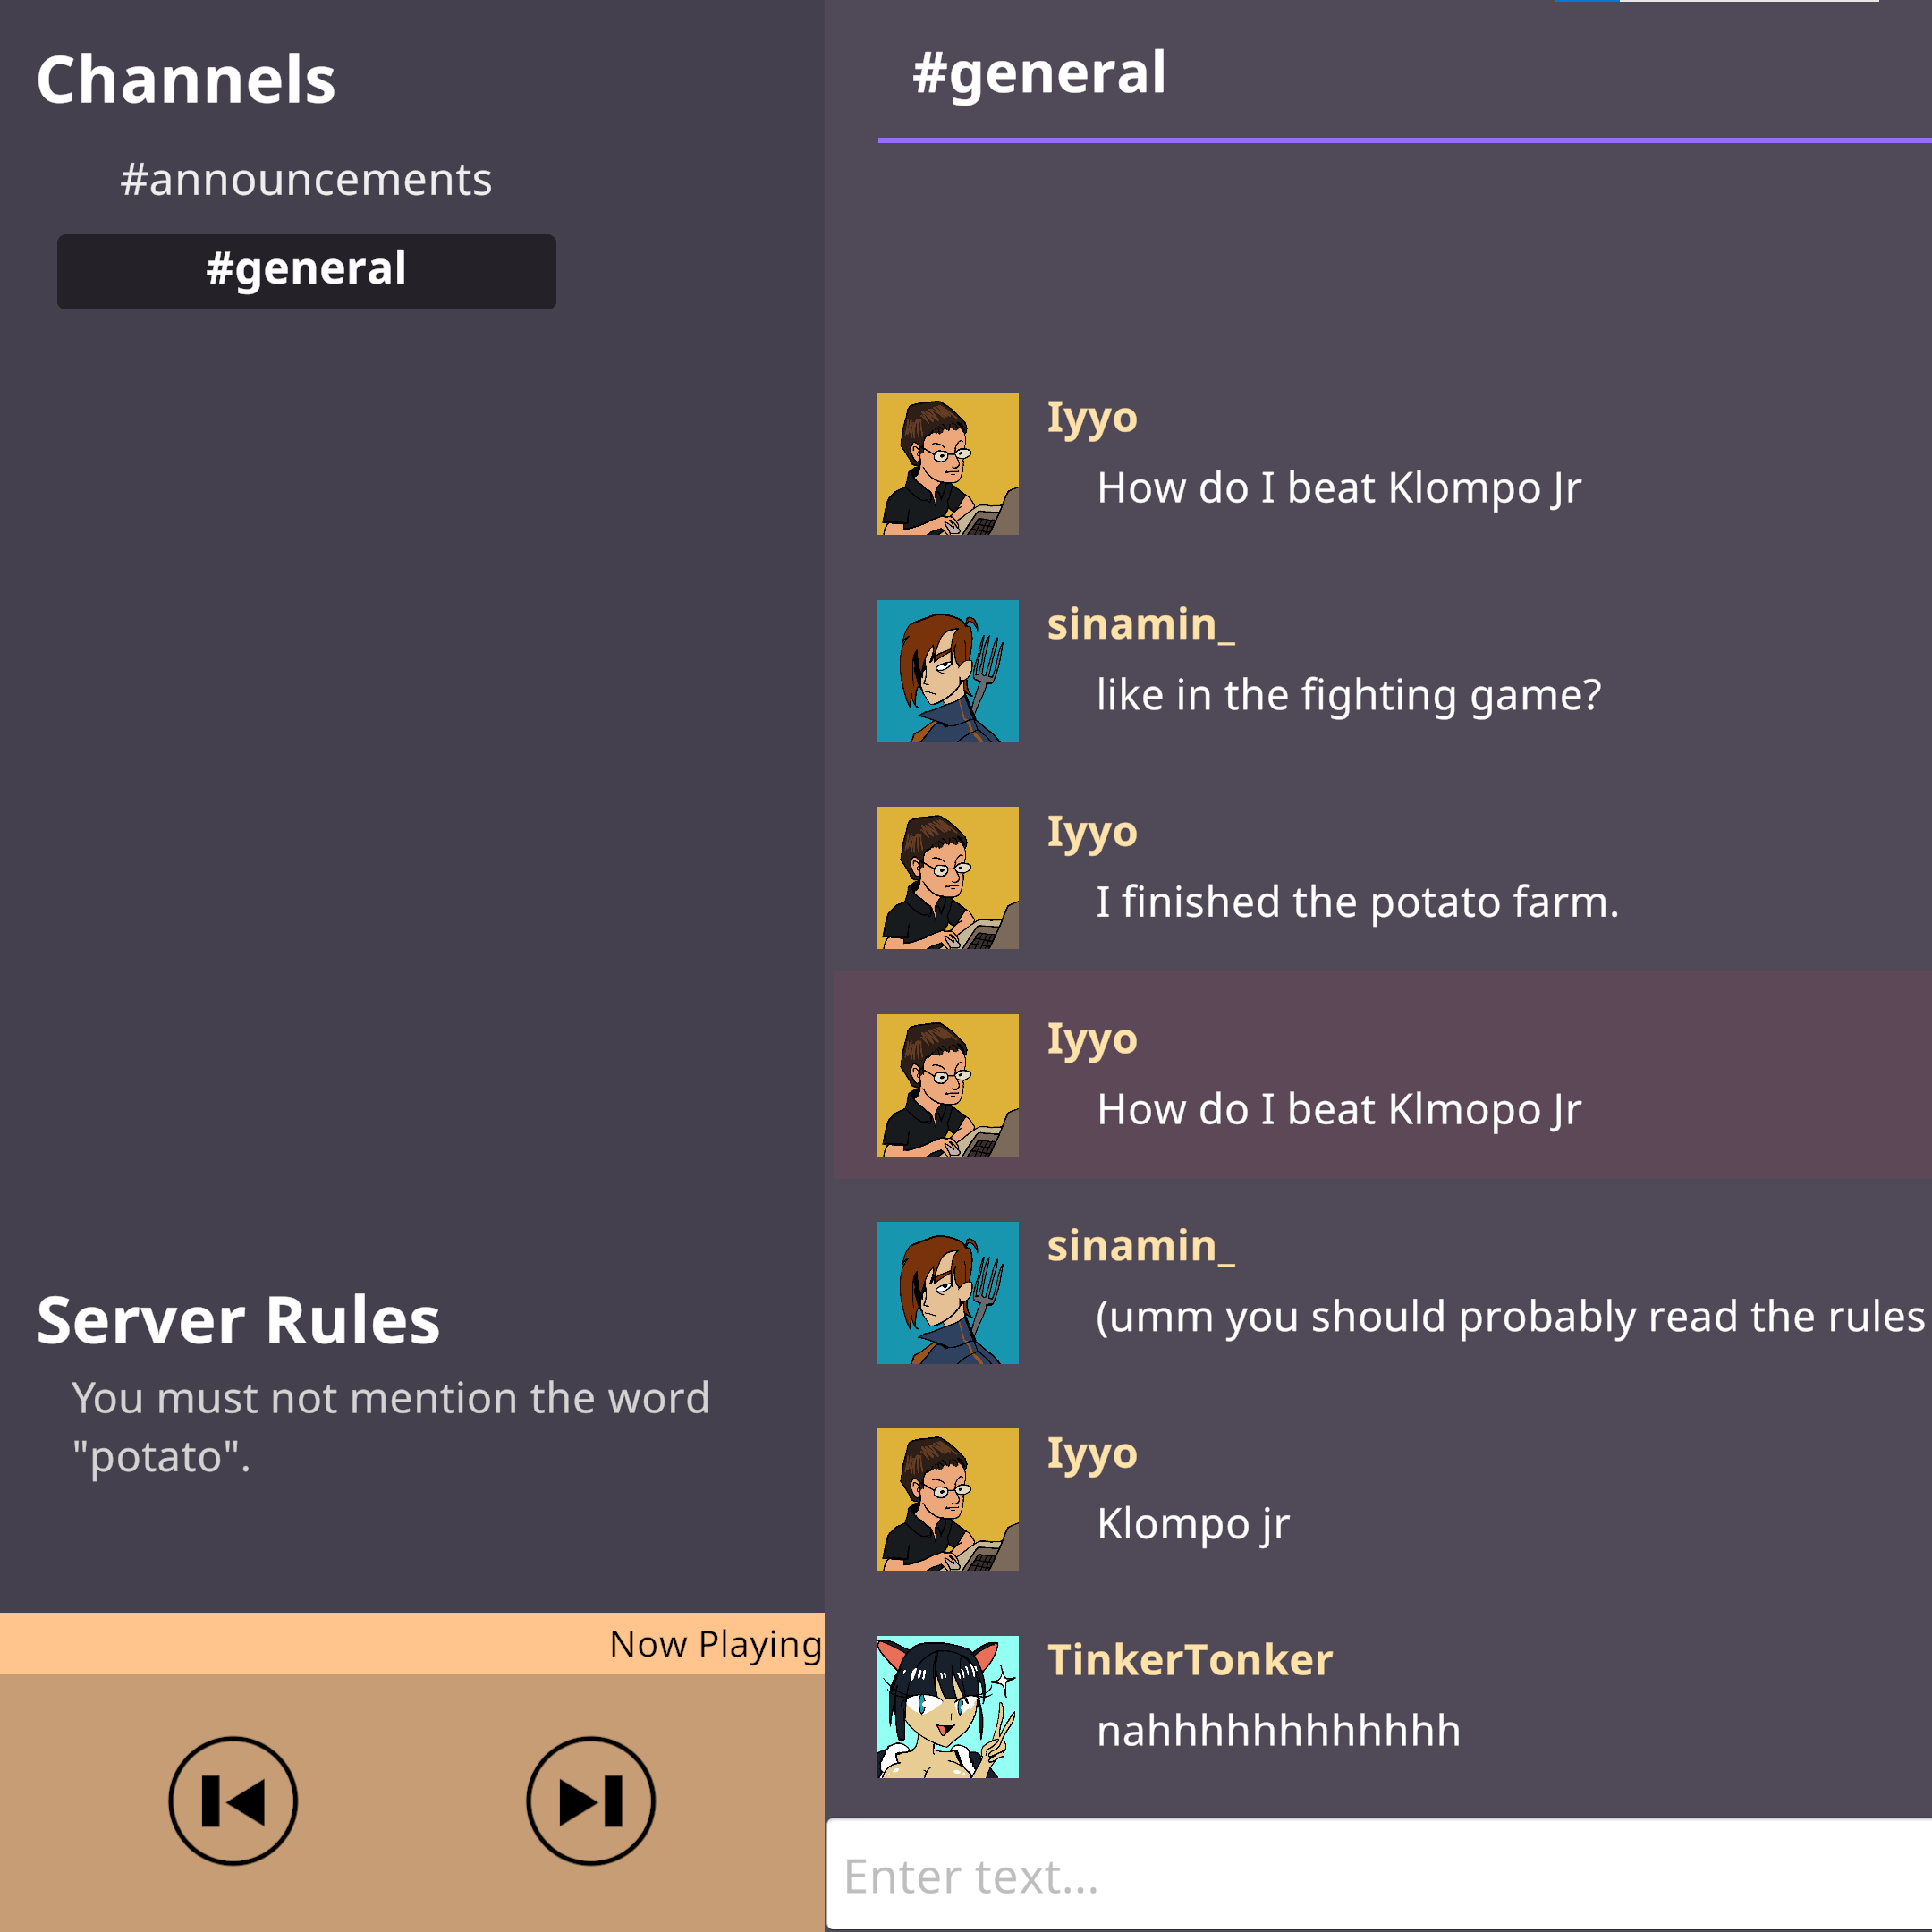 Channels
#announcements
#general
Server Rules
You must not mention the word
"potato".
Now Playing
#general
Iyyo
How do I beat Klompo Jr
sinamin_
like in the fighting game?
Iyyo
I finished the potato farm.
Iyyo
How do I beat Klmopo Jr
sinamin_
(umm you should probably read the rules
Iyyo
Klompo jr
TinkerTonker
nahhhhhhhhhhhhh
Enter text...